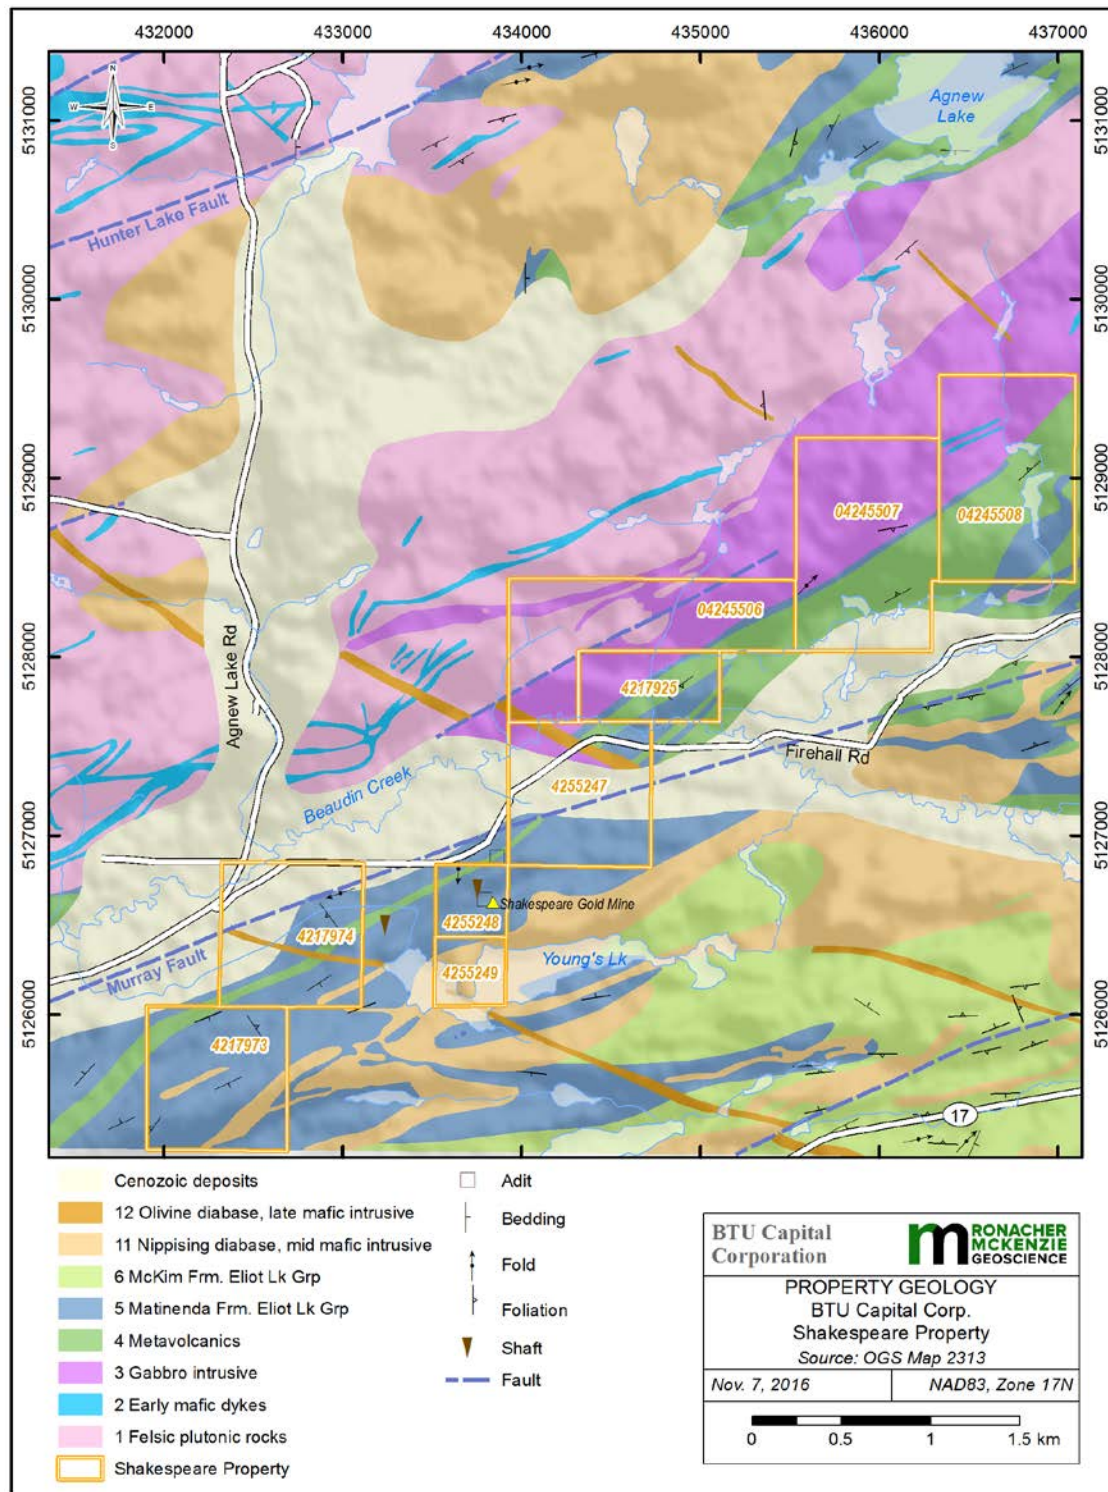 432000
433000
434000
435000
436000
437000
5131000
5131000
5130000
5130000
5129000
5129000
5128000
5128000
5127000
5127000
5126000
5126000
N
W
E
S
Agnew
Lake
Hunter Lake Fault
04245507
04245508
04245506
4217925
Agnew Lake Rd
Firehall Rd
Beaudin Creek
4255247
Shakespeare Gold Mine
4255248
4217974
Murray Fault
4255249
Young's Lk
4217973
17
Cenozoic deposits
12 Olivine diabase, late mafic intrusive
11 Nippising diabase, mid mafic intrusive
6 McKim Frm. Eliot Lk Grp
5 Matinenda Frm. Eliot Lk Grp
4 Metavolcanics
3 Gabbro intrusive
2 Early mafic dykes
1 Felsic plutonic rocks
Shakespeare Property
Adit
Bedding
Fold
Foliation
Shaft
Fault
BTU Capital
Corporation
RONACHER
MCKENZIE
GEOSCIENCE
PROPERTY GEOLOGY
BTU Capital Corp.
Shakespeare Property
Source: OGS Map 2313
Nov. 7, 2016
NAD83, Zone 17N
0 0.5 1 1.5 km